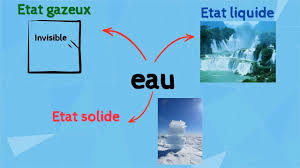 Etat gazeux
Etat liquide
Invisible
eau
Etat solide